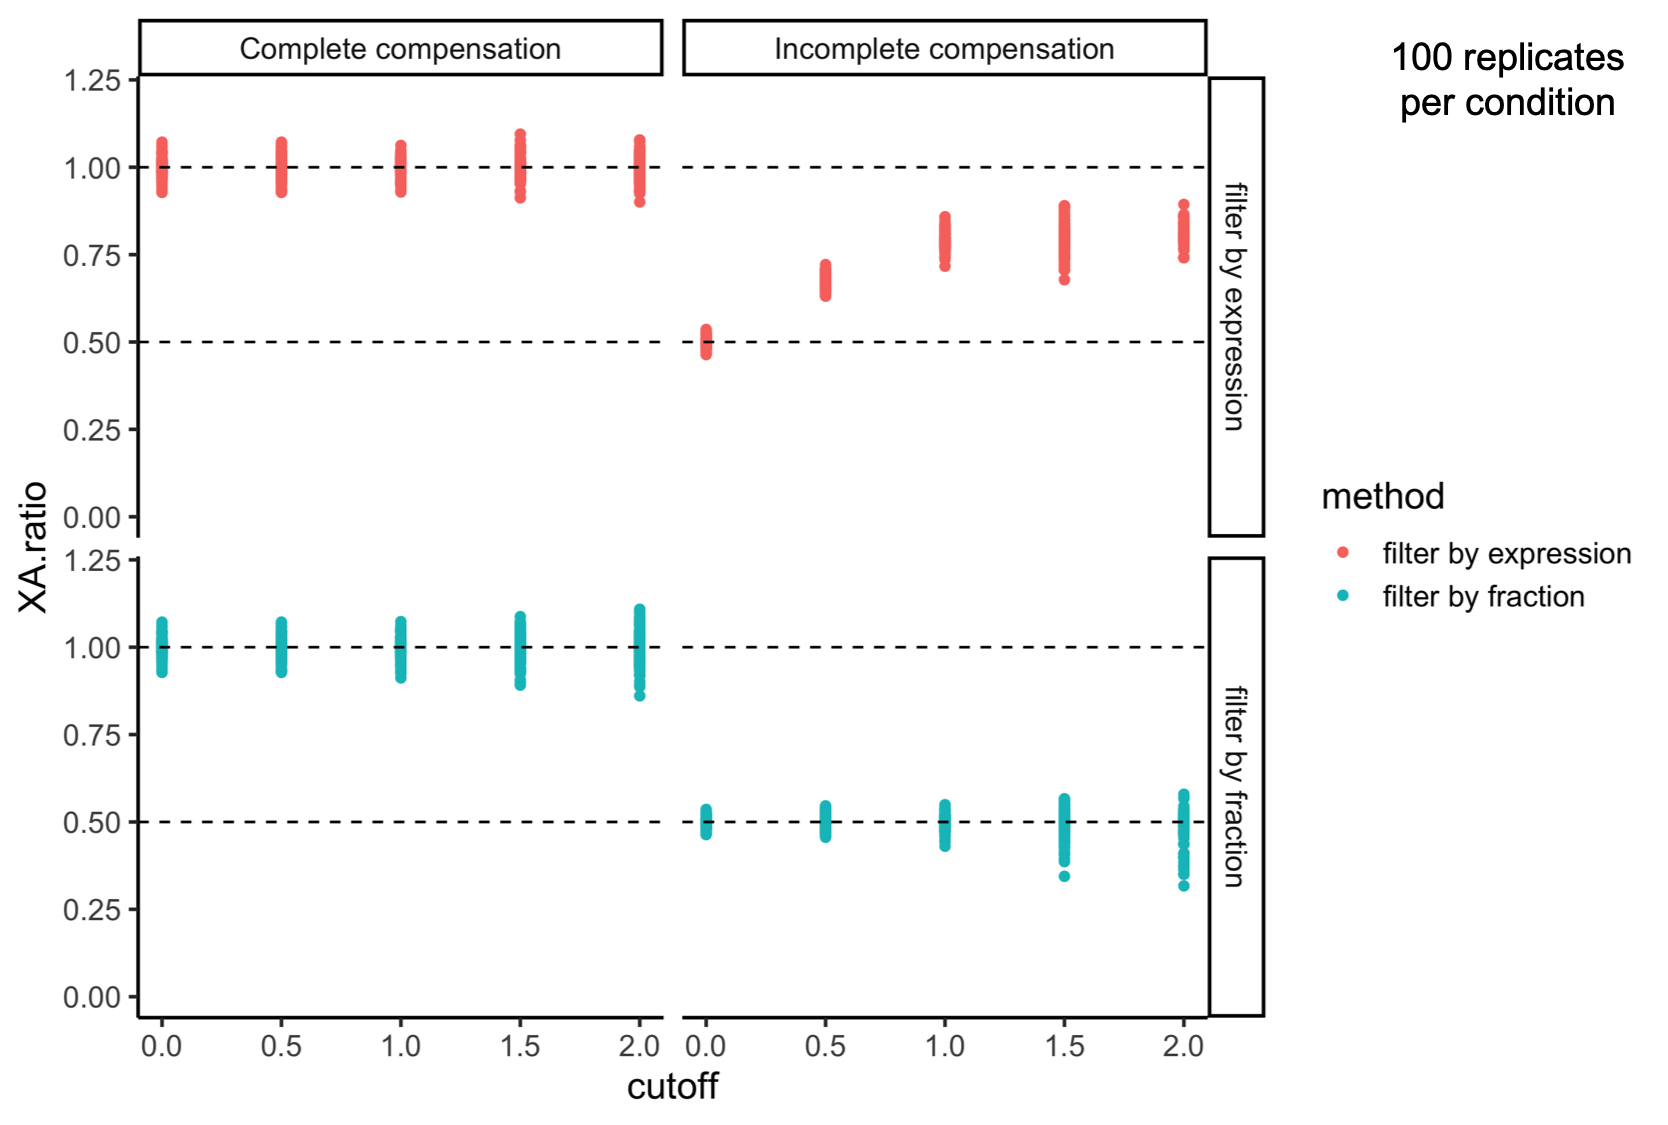 Complete compensation
Incomplete compensation
100 replicates
per condition
1.25
1.00
0.75
0.50
0.25
0.00
filter by expression
XA.ratio
1.25
1.00
0.75
0.50
0.25
0.00
filter by fraction
0.0 0.5 1.0 1.5 2.0
0.0 0.5 1.0 1.5 2.0
cutoff
method
filter by expression
filter by fraction